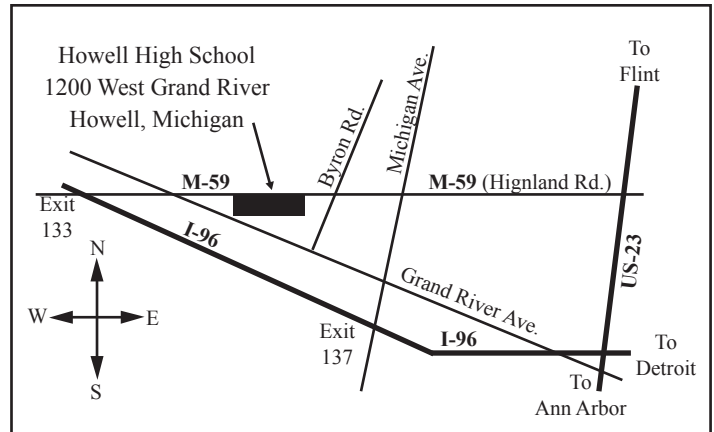 Howell High School
1200 West Grand River
Howell, Michigan
To
Flint
Byron Rd.
Michigan Ave.
M-59
M-59 (Hignland Rd.)
Exit
133
I-96
US-23
N
W
E
S
Grand River Ave.
Exit
137
I-96
To
Detroit
To
Ann Arbor